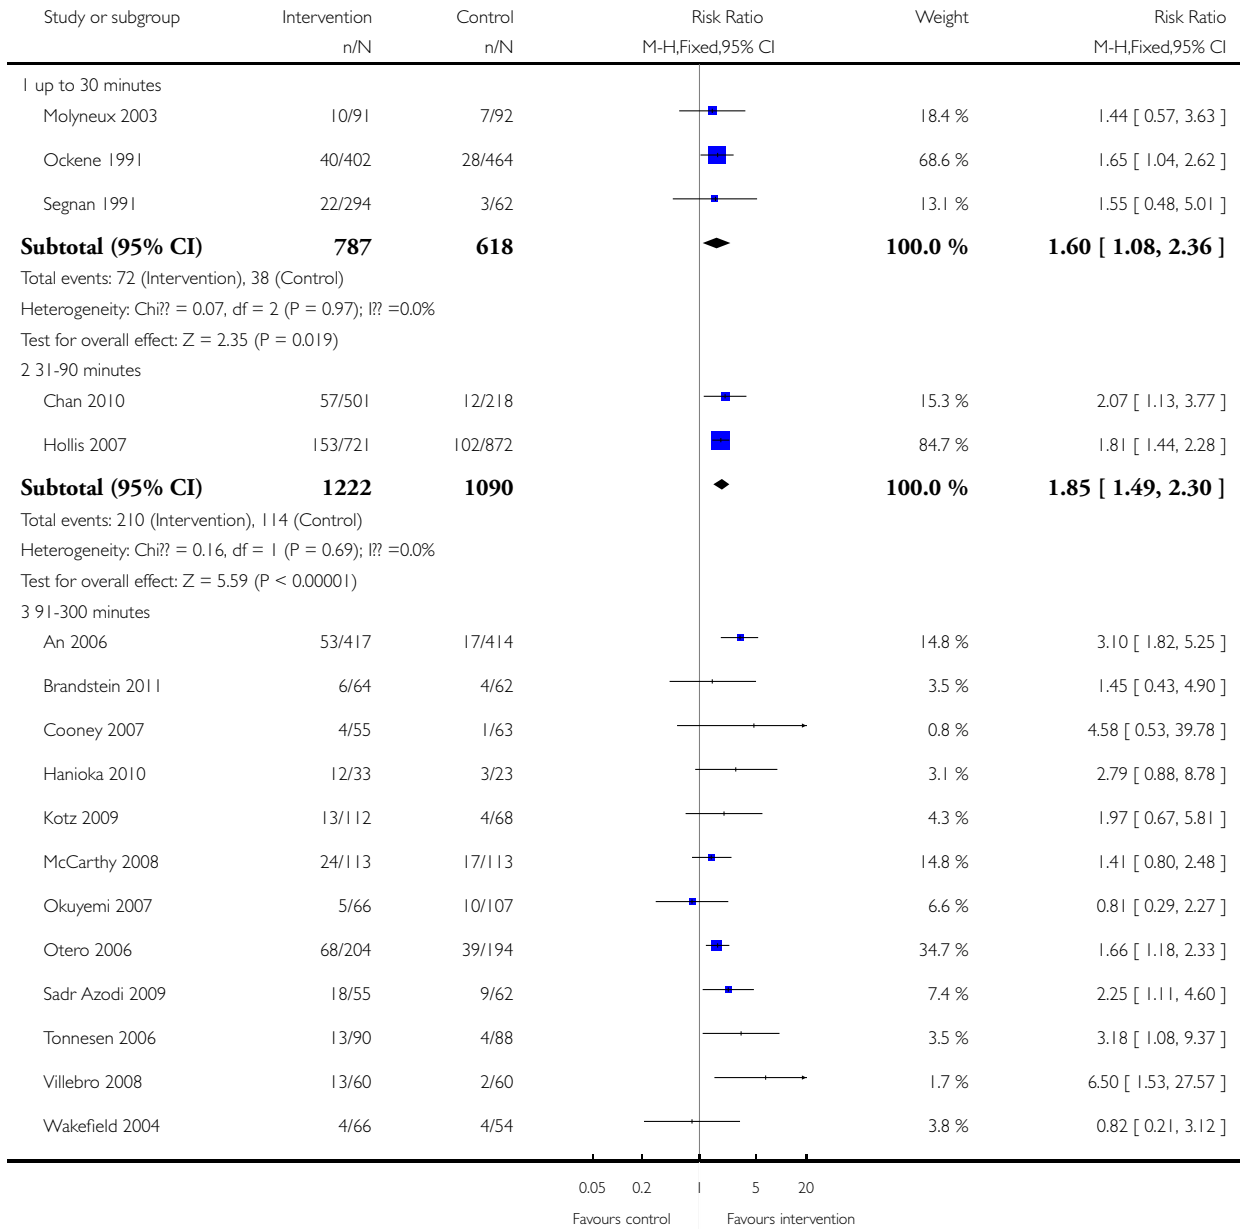 Study or subgroup Intervention Control Risk Ratio Weight Risk Ratio
n/N n/N M-H,Fixed,95% CI M-H,Fixed,95% CI
1 up to 30 minutes
Molyneux 2003 10/91 7/92 18.4 % 1.44 [ 0.57, 3.63 ]
Ockene 1991 40/402 28/464 68.6 % 1.65 [ 1.04, 2.62 ]
Segnan 1991 22/294 3/62 13.1 % 1.55 [ 0.48, 5.01 ]
Subtotal (95% CI) 787 618 100.0 % 1.60 [ 1.08, 2.36 ]
Total events: 72 (Intervention), 38 (Control)
Heterogeneity: Chi?? = 0.07, df = 2 (P = 0.97); I?? =0.0%
Test for overall effect: Z = 2.35 (P = 0.019)
2 31-90 minutes
Chan 2010 57/501 12/218 15.3 % 2.07 [ 1.13, 3.77 ]
Hollis 2007 153/721 102/872 84.7 % 1.81 [ 1.44, 2.28 ]
Subtotal (95% CI) 1222 1090 100.0 % 1.85 [ 1.49, 2.30 ]
Total events: 210 (Intervention), 114 (Control)
Heterogeneity: Chi?? = 0.16, df = 1 (P = 0.69); I?? =0.0%
Test for overall effect: Z = 5.59 (P < 0.00001)
3 91-300 minutes
An 2006 53/417 17/414 14.8 % 3.10 [ 1.82, 5.25 ]
Brandstein 2011 6/64 4/62 3.5 % 1.45 [ 0.43, 4.90 ]
Cooney 2007 4/55 1/63 0.8 % 4.58 [ 0.53, 39.78 ]
Hanioka 2010 12/33 3/23 3.1 % 2.79 [ 0.88, 8.78 ]
Kotz 2009 13/112 4/68 4.3 % 1.97 [ 0.67, 5.81 ]
McCarthy 2008 24/113 17/113 14.8 % 1.41 [ 0.80, 2.48 ]
Okuyemi 2007 5/66 10/107 6.6 % 0.81 [ 0.29, 2.27 ]
Otero 2006 68/204 39/194 34.7 % 1.66 [ 1.18, 2.33 ]
Sadr Azodi 2009 18/55 9/62 7.4 % 2.25 [ 1.11, 4.60 ]
Tonnesen 2006 13/90 4/88 3.5 % 3.18 [ 1.08, 9.37 ]
Villebro 2008 13/60 2/60 1.7 % 6.50 [ 1.53, 27.57 ]
Wakefield 2004 4/66 4/54 3.8 % 0.82 [ 0.21, 3.12 ]
0.05 0.2 1 5 20
Favours control Favours intervention